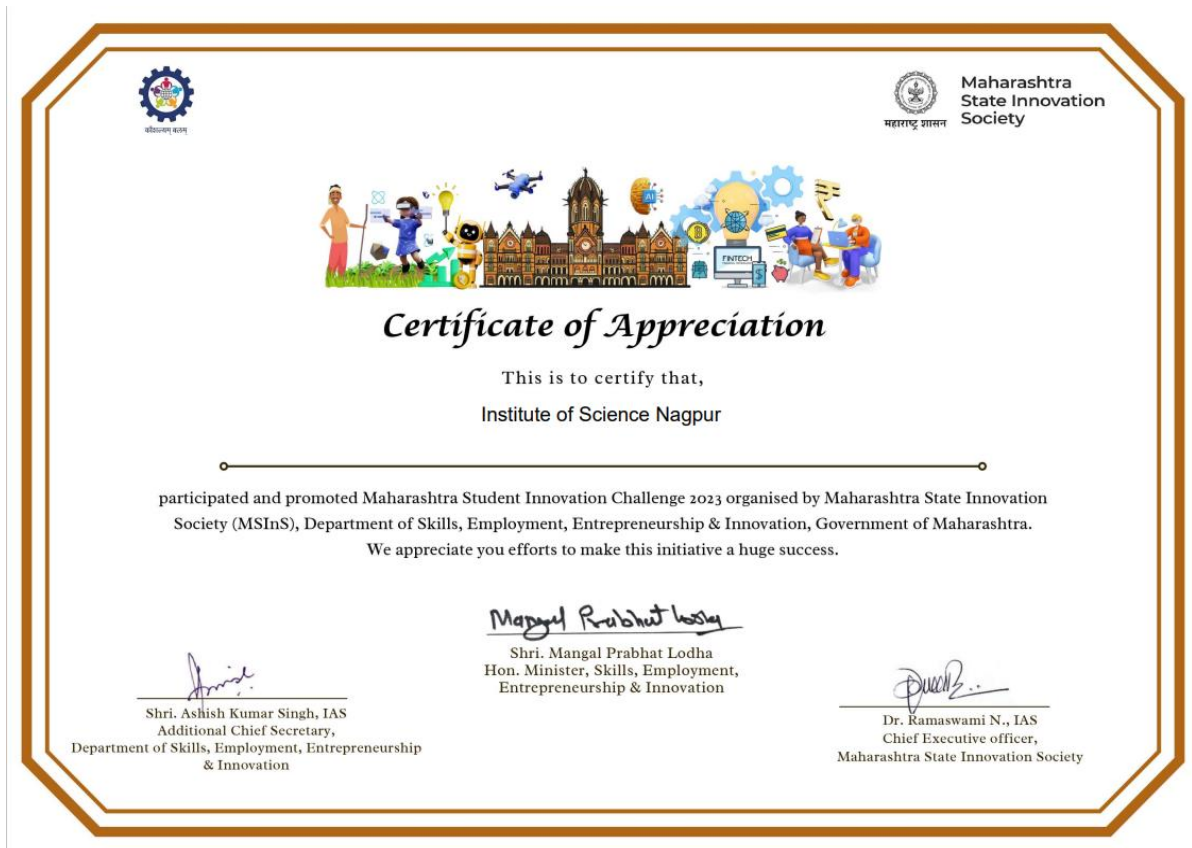 कौशल्यम् बलम्
महाराष्ट्र शासन
Maharashtra
State Innovation
Society
AI
B
FINTECH
$
₹
Certificate of Appreciation
This is to certify that,
Institute of Science Nagpur
participated and promoted Maharashtra Student Innovation Challenge 2023 organised by Maharashtra State Innovation
Society (MSInS), Department of Skills, Employment, Entrepreneurship & Innovation, Government of Maharashtra.
We appreciate you efforts to make this initiative a huge success.
Mangal Prabhat Lodha
Shri. Mangal Prabhat Lodha
Hon. Minister, Skills, Employment,
Entrepreneurship & Innovation
Shri. Ashish Kumar Singh, IAS
Additional Chief Secretary,
Department of Skills, Employment, Entrepreneurship
& Innovation
Dr. Ramaswami N., IAS
Chief Executive officer,
Maharashtra State Innovation Society